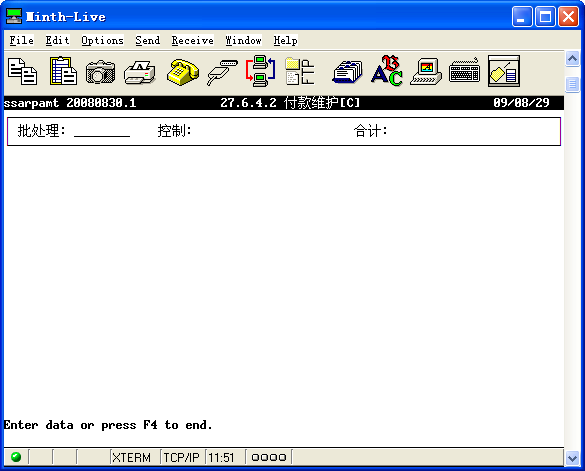 Minth-Live
File Edit Options Send Receive Window Help
ssarpamt 20080830.1 27.6.4.2 付款维护[C] 09/08/29
批处理: ________ 控制: 合计:
Enter data or press F4 to end.
XTERM TCP/IP 11:51